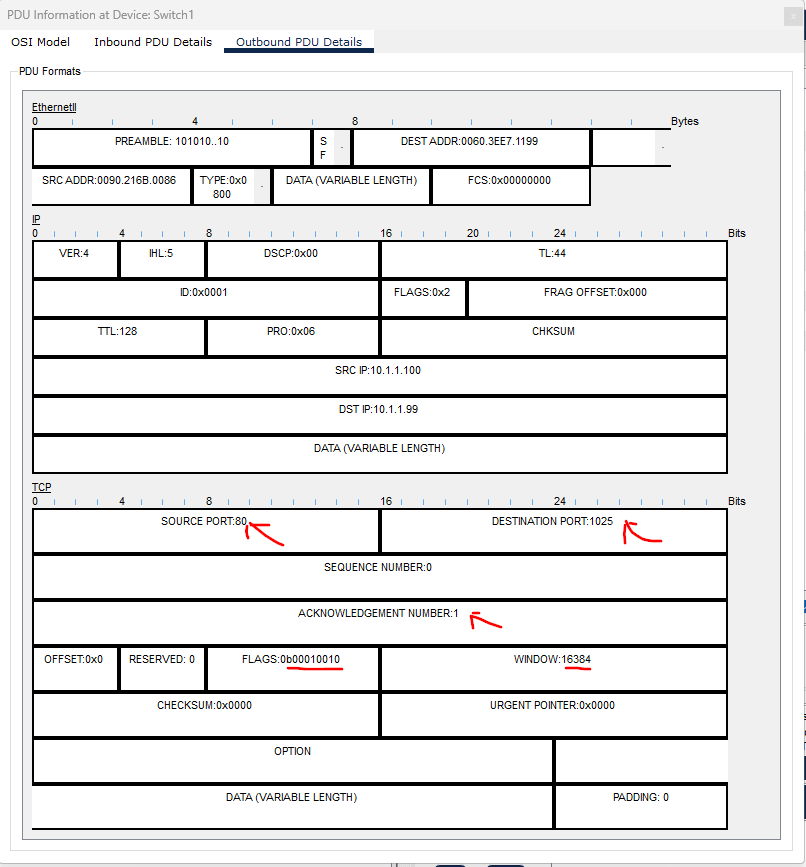 PDU Information at Device: Switch1
OSI Model Inbound PDU Details Outbound PDU Details
PDU Formats
EthernetII
0 4 8 Bytes
PREAMBLE: 101010..10 SF DEST ADDR:0060.3EE7.1199
SRC ADDR:0090.216B.0086 TYPE:0x0800 DATA (VARIABLE LENGTH) FCS:0x00000000
IP
0 4 8 16 20 24 Bits
VER:4 IHL:5 DSCP:0x00 TL:44
ID:0x0001 FLAGS:0x2 FRAG OFFSET:0x000
TTL:128 PRO:0x06 CHKSUM
SRC IP:10.1.1.100
DST IP:10.1.1.99
DATA (VARIABLE LENGTH)
TCP
0 4 8 16 24 Bits
SOURCE PORT:80 DESTINATION PORT:1025
SEQUENCE NUMBER:0
ACKNOWLEDGEMENT NUMBER:1
OFFSET:0x0 RESERVED: 0 FLAGS:0b00010010 WINDOW:16384
CHECKSUM:0x0000 URGENT POINTER:0x0000
OPTION
DATA (VARIABLE LENGTH) PADDING: 0